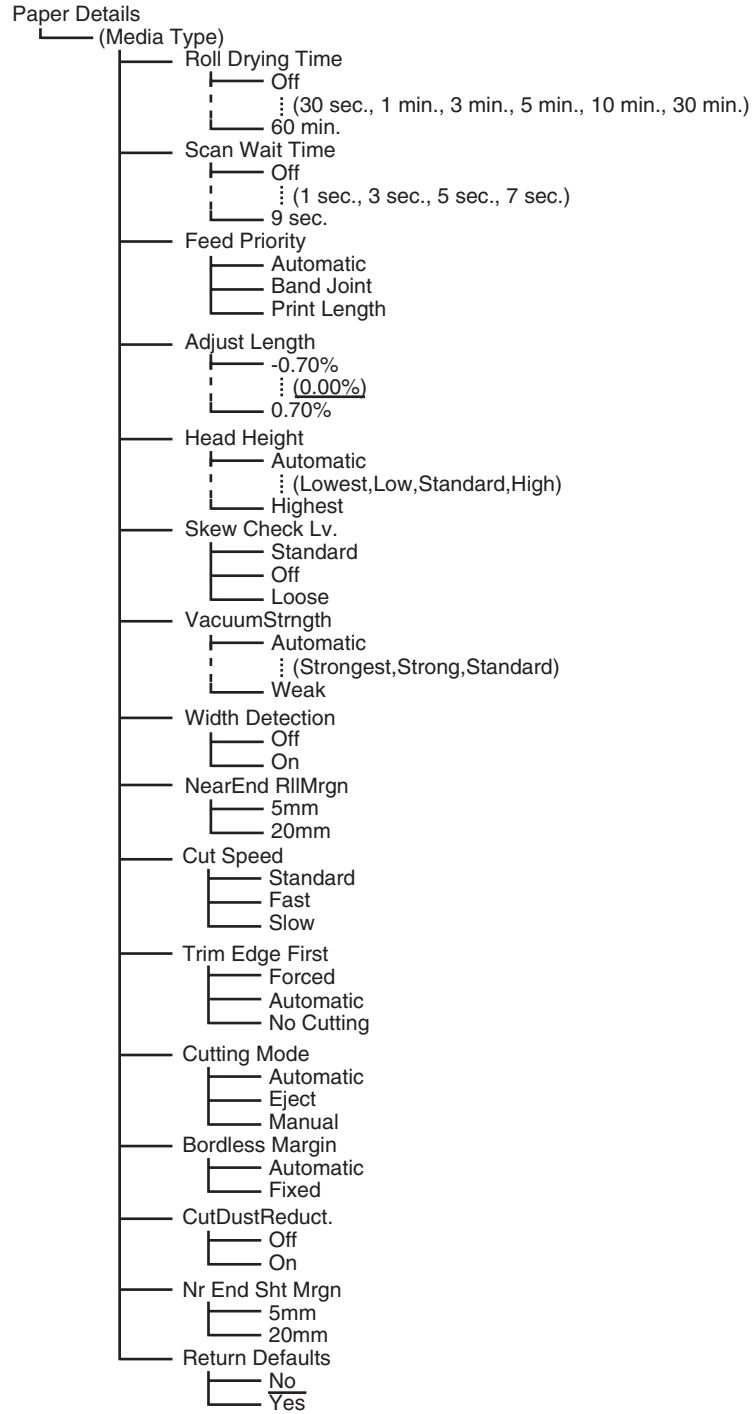 Paper Details
(Media Type)
Roll Drying Time
Off
(30 sec., 1 min., 3 min., 5 min., 10 min., 30 min.)
60 min.
Scan Wait Time
Off
(1 sec., 3 sec., 5 sec., 7 sec.)
9 sec.
Feed Priority
Automatic
Band Joint
Print Length
Adjust Length
-0.70%
(0.00%)
0.70%
Head Height
Automatic
(Lowest,Low,Standard,High)
Highest
Skew Check Lv.
Standard
Off
Loose
VacuumStrngth
Automatic
(Strongest,Strong,Standard)
Weak
Width Detection
Off
On
NearEnd RllMrgn
5mm
20mm
Cut Speed
Standard
Fast
Slow
Trim Edge First
Forced
Automatic
No Cutting
Cutting Mode
Automatic
Eject
Manual
Bordless Margin
Automatic
Fixed
CutDustReduct.
Off
On
Nr End Sht Mrgn
5mm
20mm
Return Defaults
No
Yes